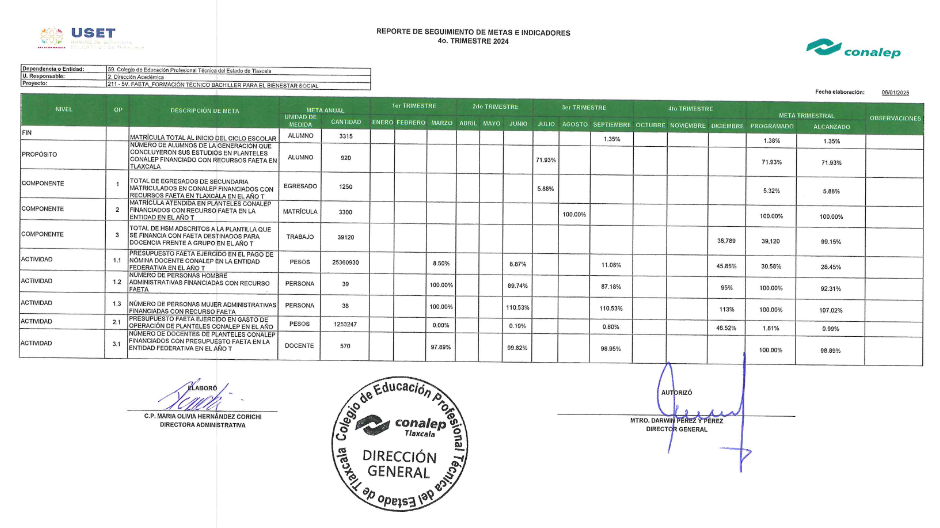 USET
REPORTE DE SEGUIMIENTO DE METAS E INDICADORES
4o. TRIMESTRE 2024
conalep
Dependencia o Entidad: 59. Colegio de Educación Profesional Técnica del Estado de Tlaxcala
U. Responsable: 2. Dirección Académica
Proyecto: 211 - 5V. FAETA, FORMACIÓN TÉCNICO BACHILLER PARA EL BIENESTAR SOCIAL
Fecha elaboración:
NIVEL OP DESCRIPCIÓN DE META META ANUAL 1er TRIMESTRE 2do TRIMESTRE 3er TRIMESTRE 4to TRIMESTRE META TRIMESTRAL OBSERVACIONES
UNIDAD DE MEDIDA CANTIDAD ENERO FEBRERO MARZO ABRIL MAYO JUNIO JULIO AGOSTO SEPTIEMBRE OCTUBRE NOVIEMBRE DICIEMBRE PROGRAMADO ALCANZADO
FIN MATRÍCULA TOTAL AL INICIO DEL CICLO ESCOLAR ALUMNO 3315 1.35% 1.36% 1.35%
PROPÓSITO NÚMERO DE ALUMNOS DE LA GENERACIÓN QUE
CONCLUYERON SUS ESTUDIOS EN PLANTELES
CONALEP FINANCIADO CON RECURSOS FAETA EN
TLAXCALA ALUMNO 920 71.93% 71.93% 71.93%
COMPONENTE 1 TOTAL DE EGRESADOS DE SECUNDARIA
MATRICULADOS EN CONALEP FINANCIADOS CON
RECURSOS FAETA EN TLAXCALA EN EL AÑO T EGRESADO 1250 5.88% 5.32% 5.88%
COMPONENTE 2 MATRÍCULA ATENDIDA EN PLANTELES CONALEP
FINANCIADOS CON RECURSO FAETA EN LA
ENTIDAD EN EL AÑO T MATRÍCULA 3300 100.00% 100.00% 100.00%
COMPONENTE 3 TOTAL DE HSM ADSCRITOS A LA PLANTILLA QUE
SE FINANCIA CON FAETA DESTINADOS PARA
DOCENCIA FRENTE A GRUPO EN EL AÑO T TRABAJO 39120 38,789 39,120 99.15%
ACTIVIDAD 1.1 PRESUPUESTO FAETA EJERCIDO EN EL PAGO DE
NÓMINA DOCENTE CONALEP EN LA ENTIDAD
FEDERATIVA EN EL AÑO T PESOS 25360930 8.50% 6.87% 11.06% 45.85% 30.56% 26.45%
ACTIVIDAD 1.2 NÚMERO DE PERSONAS HOMBRE
ADMINISTRATIVAS FINANCIADAS CON RECURSO
FAETA PERSONA 39 100.00% 89.74% 87.18% 95% 100.00% 92.31%
ACTIVIDAD 1.3 NÚMERO DE PERSONAS MUJER ADMINISTRATIVAS
FINANCIADAS CON RECURSO FAETA PERSONA 38 100.00% 110.53% 110.53% 113% 100.00% 107.02%
ACTIVIDAD 2.1 PRESUPUESTO FAETA EJERCIDO EN GASTO DE
OPERACIÓN DE PLANTELES CONALEP EN EL AÑO PESOS 1253247 0.00% 0.19% 0.80% 46.52% 1.81% 0.99%
ACTIVIDAD 3.1 NÚMERO DE DOCENTES DE PLANTELES CONALEP
FINANCIADOS CON PRESUPUESTO FAETA EN LA
ENTIDAD FEDERATIVA EN EL AÑO T DOCENTE 570 97.89% 99.82% 98.95% 100.00% 98.89%
ELABORÓ
C.P. MARIA OLIVIA HERNÁNDEZ CORICHI
DIRECTORA ADMINISTRATIVA
Colegio de Educación Profesional Técnica del Estado de Tlaxcala
conalep
Tlaxcala
DIRECCIÓN
GENERAL
AUTORIZÓ
MTRO. DARWIN PÉREZ Y PÉREZ
DIRECTOR GENERAL